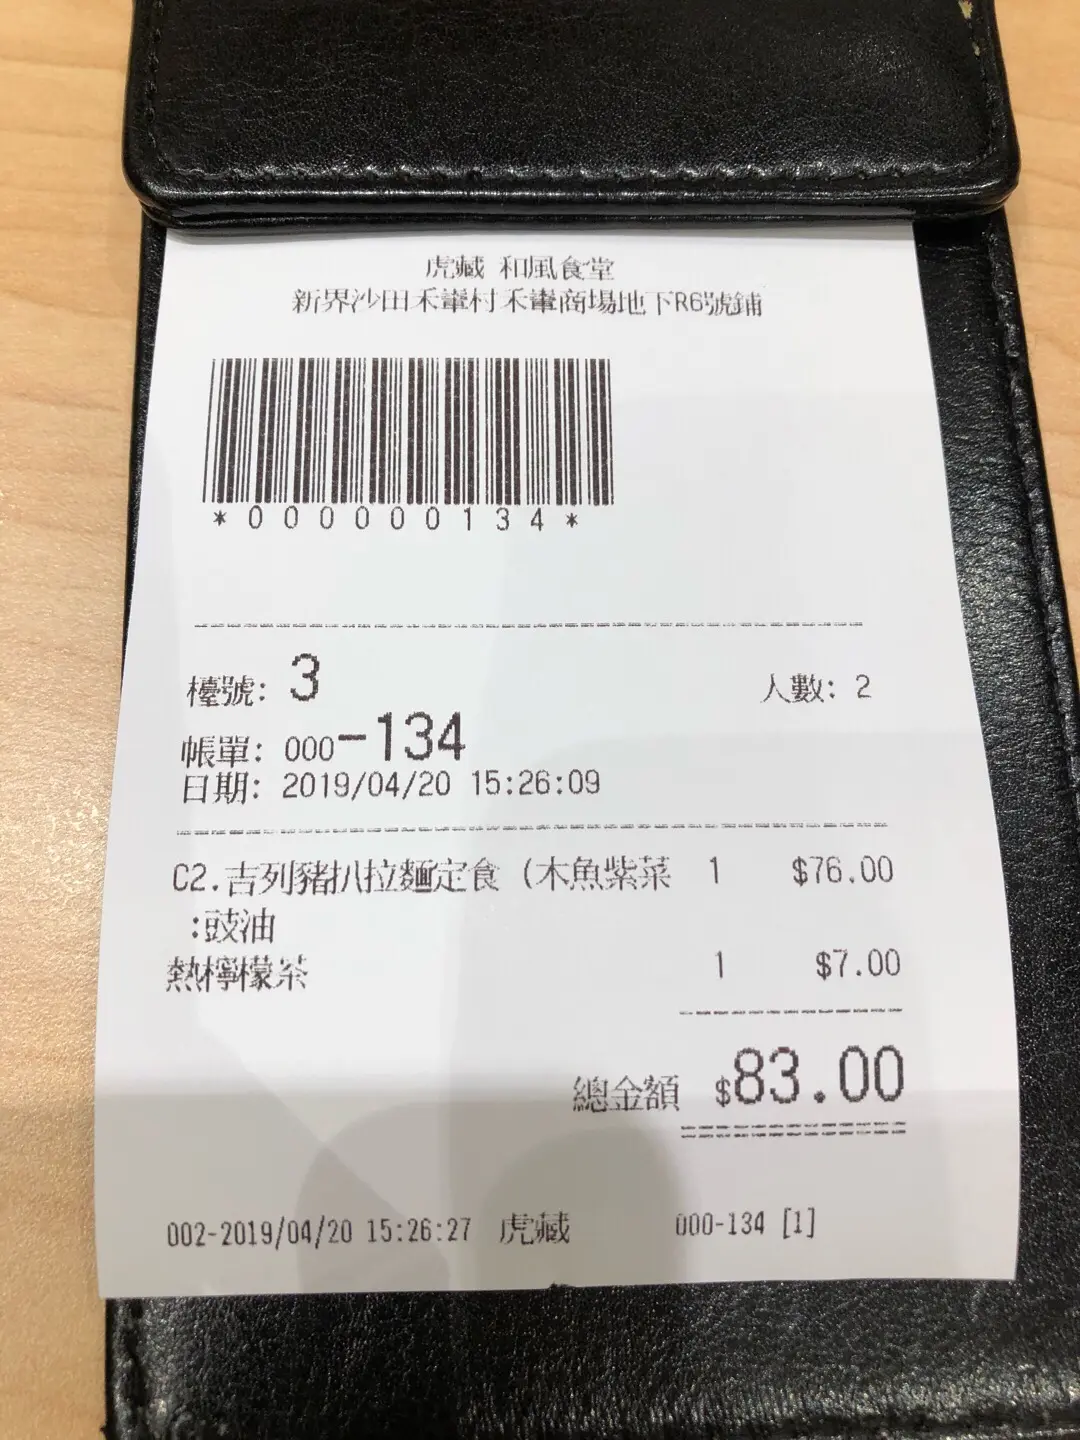 虎藏 和風食堂
新界沙田禾輋村禾輋商場地下R6號鋪
*000000134*
檯號: 3 人數: 2
帳單: 000-134
日期: 2019/04/20 15:26:09
C2.吉列豬扒拉麵定食 (木魚紫菜 1 $76.00
:豉油
熱檸檬茶 1 $7.00
總金額 $83.00
002-2019/04/20 15:26:27 虎藏 000-134 [1]